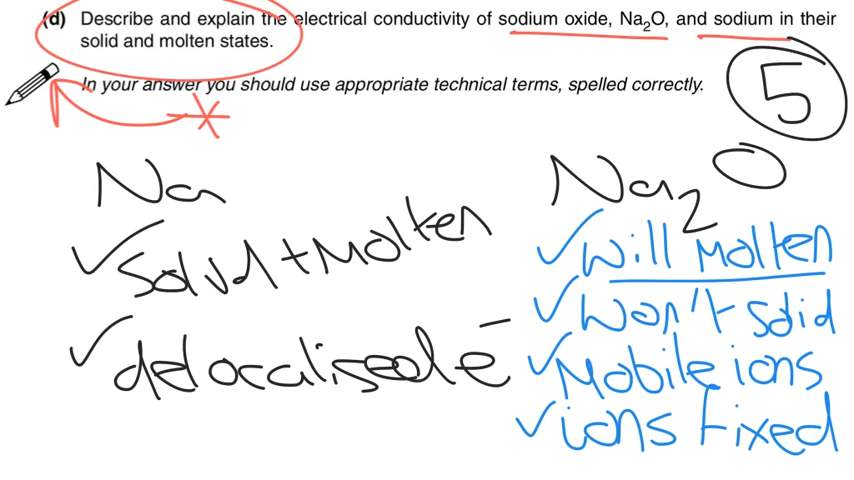 (d) Describe and explain the electrical conductivity of sodium oxide, Na₂O, and sodium in their
solid and molten states.
In your answer you should use appropriate technical terms, spelled correctly.
5
Na
✓ Solid + Molten
✓ delocalised e⁻
Na₂O
✓ Will Molten
✓ Won't solid
✓ Mobile ions
✓ ions fixed